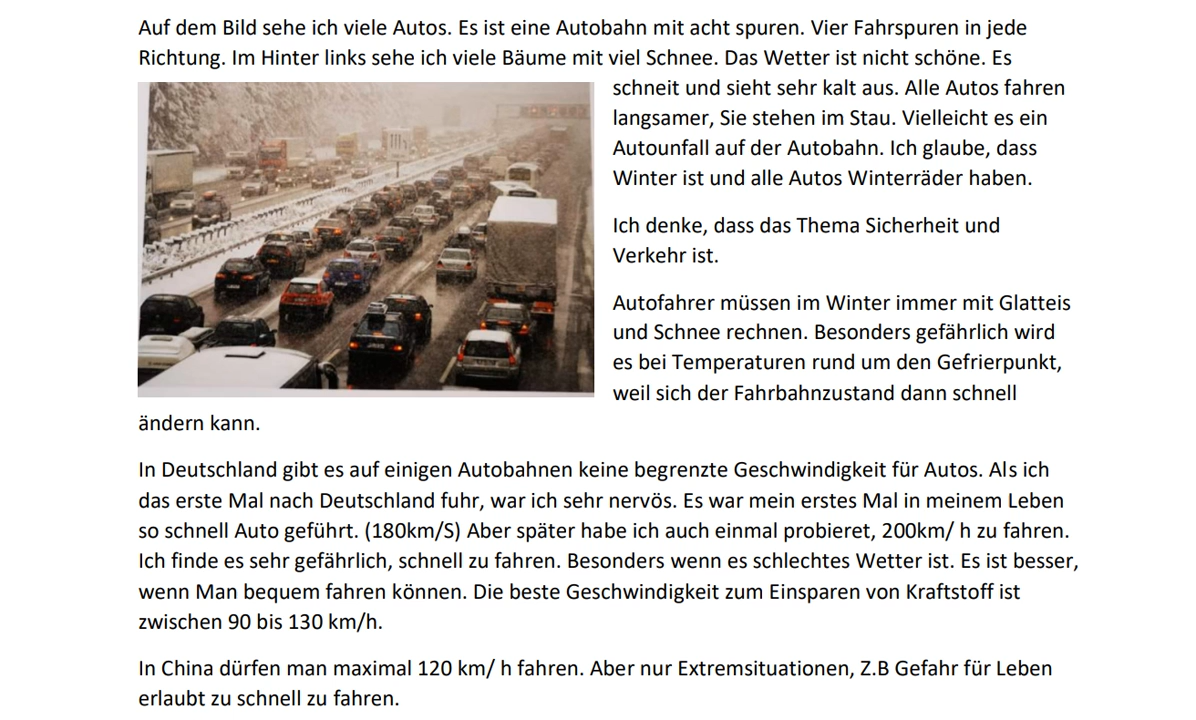 Auf dem Bild sehe ich viele Autos. Es ist eine Autobahn mit acht spuren. Vier Fahrspuren in jede
Richtung. Im Hinter links sehe ich viele Bäume mit viel Schnee. Das Wetter ist nicht schöne. Es
schneit und sieht sehr kalt aus. Alle Autos fahren
langsamer, Sie stehen im Stau. Vielleicht es ein
Autounfall auf der Autobahn. Ich glaube, dass
Winter ist und alle Autos Winterräder haben.
Ich denke, dass das Thema Sicherheit und
Verkehr ist.
Autofahrer müssen im Winter immer mit Glatteis
und Schnee rechnen. Besonders gefährlich wird
es bei Temperaturen rund um den Gefrierpunkt,
weil sich der Fahrbahnzustand dann schnell
ändern kann.
In Deutschland gibt es auf einigen Autobahnen keine begrenzte Geschwindigkeit für Autos. Als ich
das erste Mal nach Deutschland fuhr, war ich sehr nervös. Es war mein erstes Mal in meinem Leben
so schnell Auto geführt. (180km/S) Aber später habe ich auch einmal probieret, 200km/ h zu fahren.
Ich finde es sehr gefährlich, schnell zu fahren. Besonders wenn es schlechtes Wetter ist. Es ist besser,
wenn Man bequem fahren können. Die beste Geschwindigkeit zum Einsparen von Kraftstoff ist
zwischen 90 bis 130 km/h.
In China dürfen man maximal 120 km/ h fahren. Aber nur Extremsituationen, Z.B Gefahr für Leben
erlaubt zu schnell zu fahren.